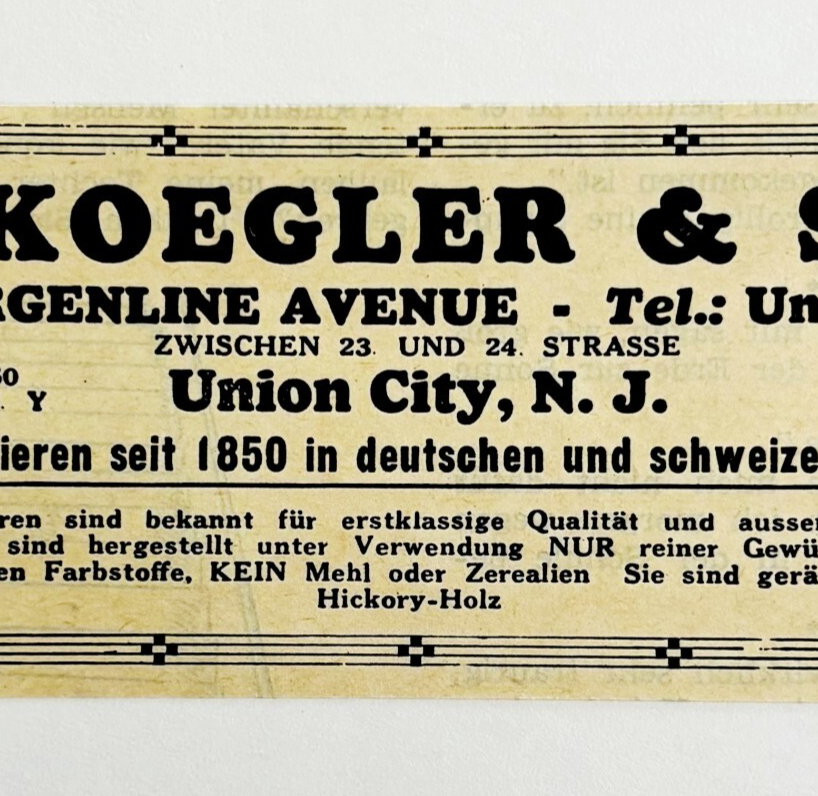 KOEGLER & S
RGENLINE AVENUE - Tel.: Un
ZWISCHEN 23. UND 24. STRASSE
Y Union City, N. J.
ieren seit 1850 in deutschen und schweize
ren sind bekannt für erstklassige Qualität und ausser
sind hergestellt unter Verwendung NUR reiner Gewü
en Farbstoffe, KEIN Mehl oder Zerealien Sie sind gerä
Hickory-Holz